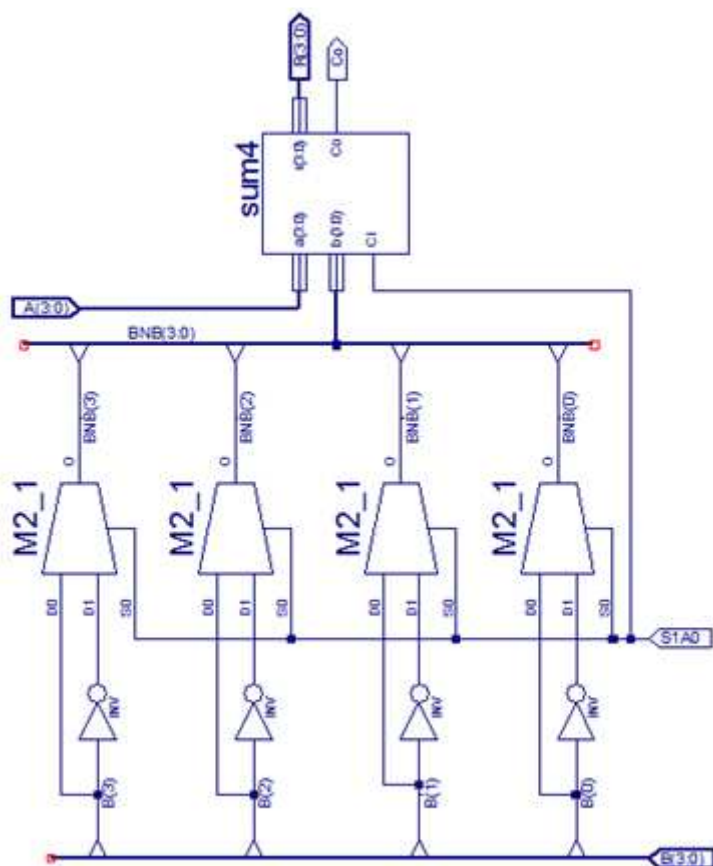 R(3:0)
Co
sum4
s(3:0)
Co
a(3:0)
b(3:0)
CI
A(3:0)
BNB(3:0)
BNB(3)
BNB(2)
BNB(1)
BNB(0)
O
O
O
O
M2_1
M2_1
M2_1
M2_1
D0
D1
S0
D0
D1
S0
D0
D1
S0
D0
D1
S0
S1A0
INV
INV
INV
INV
B(3)
B(2)
B(1)
B(0)
B(3:0)